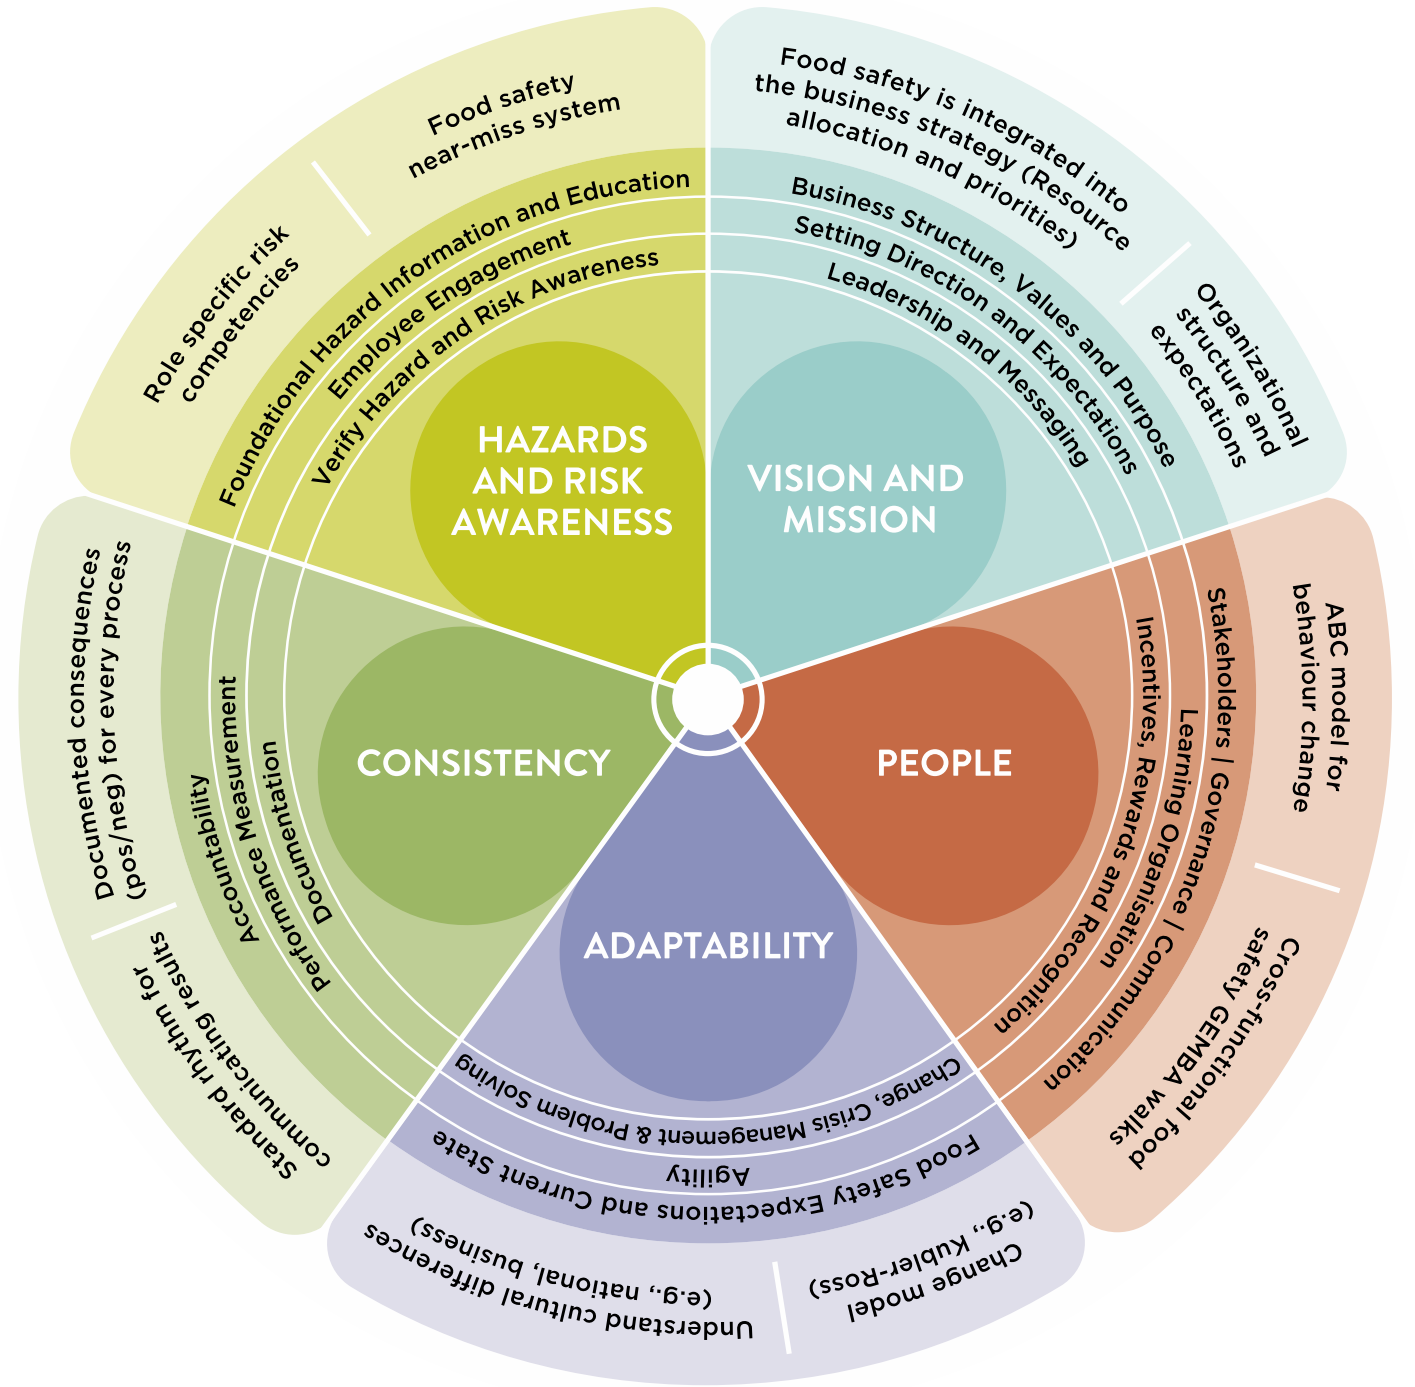 Food safety is integrated into
the business strategy (Resource
allocation and priorities)
Organizational
structure and
expectations
Business Structure, Values and Purpose
Setting Direction and Expectations
Leadership and Messaging
VISION AND
MISSION
ABC model for
behaviour change
Cross-functional food
safety GEMBA walks
Stakeholders | Governance | Communication
Learning Organisation
Incentives, Rewards and Recognition
PEOPLE
Change model
(e.g., Kubler-Ross)
Understand cultural differences
(e.g., national, business)
Food Safety Expectations and Current State
Agility
Change, Crisis Management & Problem Solving
ADAPTABILITY
Standard rhythm for
communicating results
Documented consequences
(pos/neg) for every process
Accountability
Performance Measurement
Documentation
CONSISTENCY
Role specific risk
competencies
Food safety
near-miss system
Foundational Hazard Information and Education
Employee Engagement
Verify Hazard and Risk Awareness
HAZARDS
AND RISK
AWARENESS